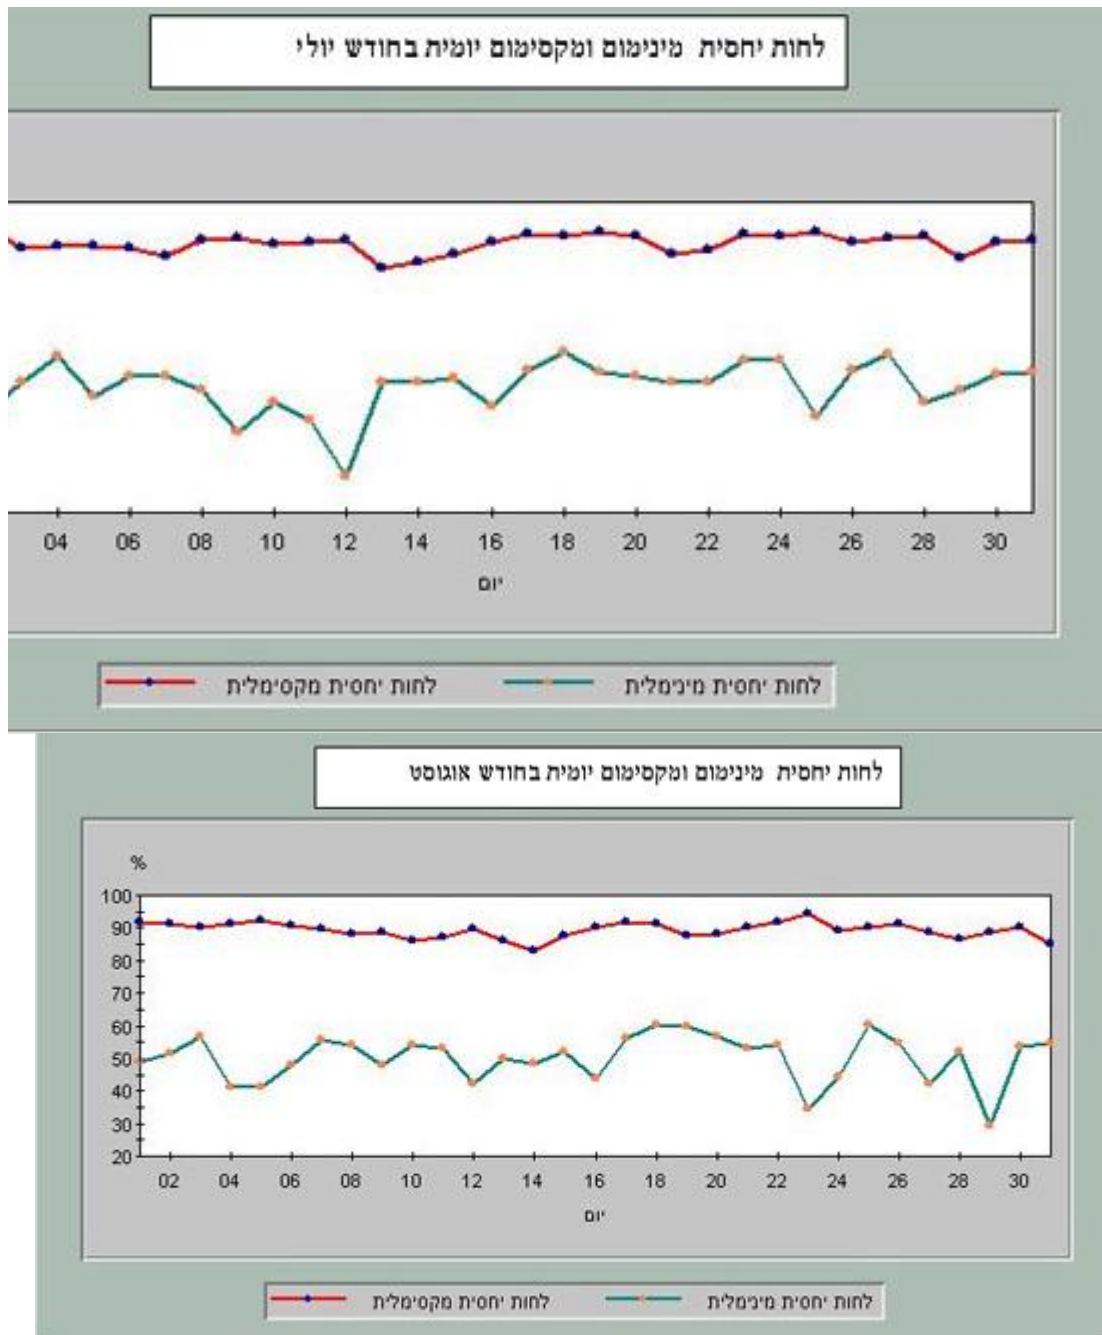 לחות יחסית מינימום ומקסימום יומית בחודש יולי
04 06 08 10 12 14 16 18 20 22 24 26 28 30
יום
לחות יחסית מקסימלית לחות יחסית מינימלית
לחות יחסית מינימום ומקסימום יומית בחודש אוגוסט
%
100
90
80
70
60
50
40
30
20
02 04 06 08 10 12 14 16 18 20 22 24 26 28 30
יום
לחות יחסית מקסימלית לחות יחסית מינימלית